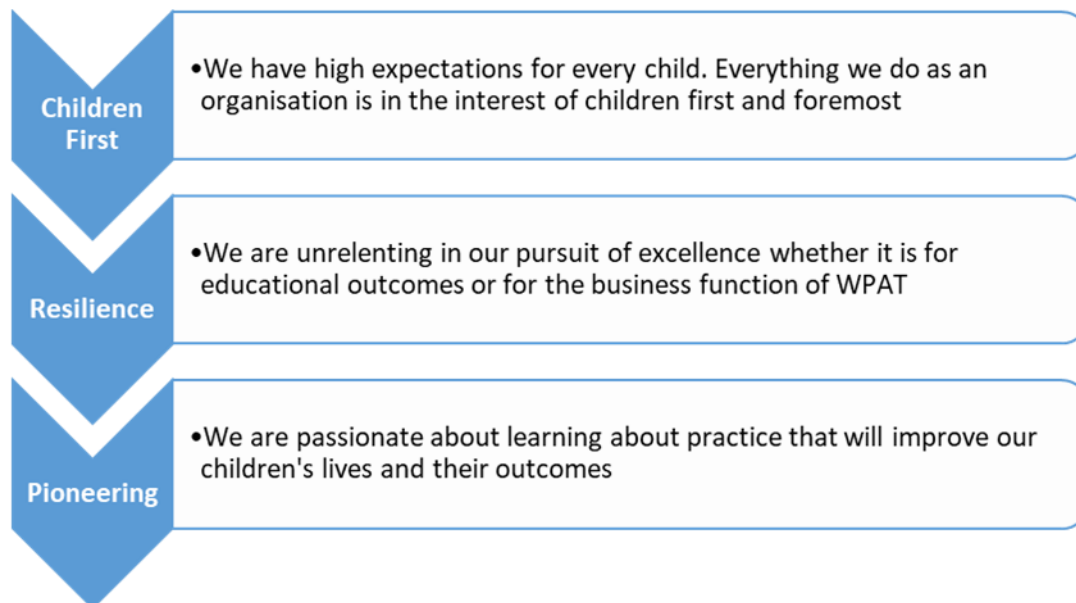 Children
First
•We have high expectations for every child. Everything we do as an
organisation is in the interest of children first and foremost
Resilience
•We are unrelenting in our pursuit of excellence whether it is for
educational outcomes or for the business function of WPAT
Pioneering
•We are passionate about learning about practice that will improve our
children's lives and their outcomes